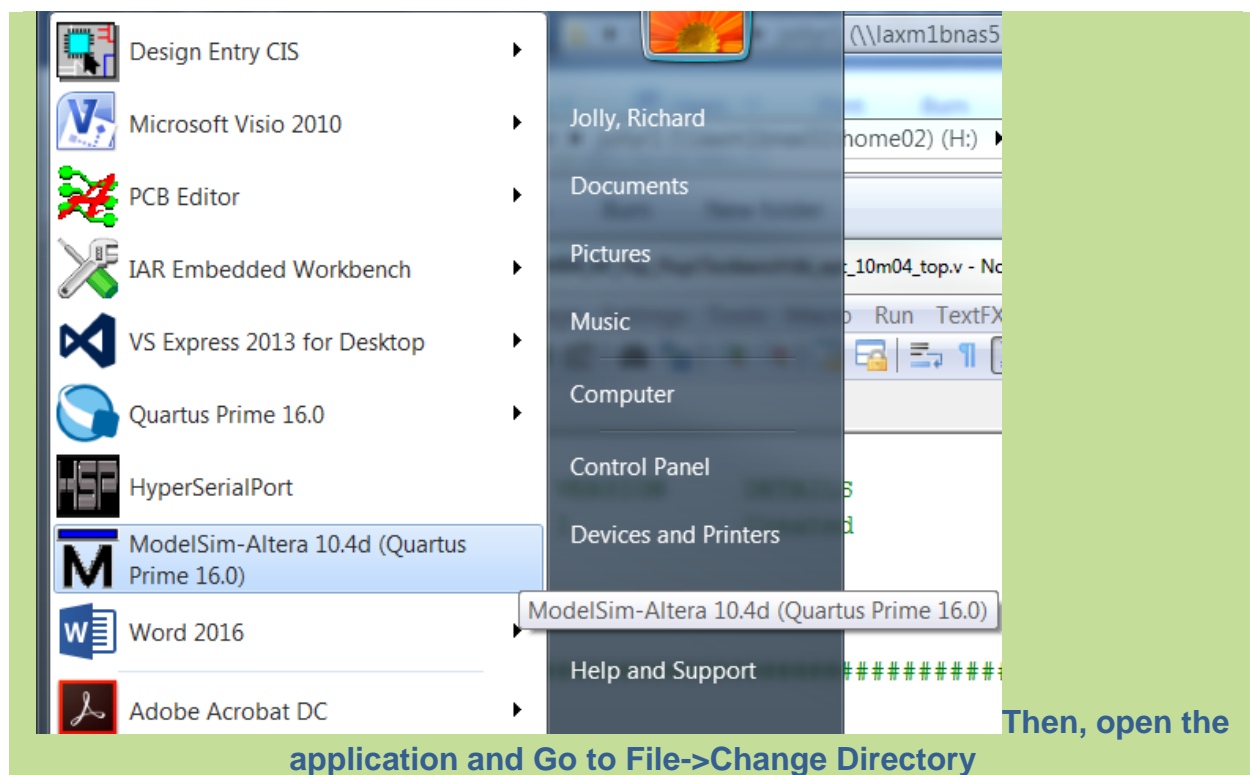 Design Entry CIS
Microsoft Visio 2010
PCB Editor
IAR Embedded Workbench
VS Express 2013 for Desktop
Quartus Prime 16.0
HyperSerialPort
ModelSim-Altera 10.4d (Quartus
Prime 16.0)
Word 2016
Adobe Acrobat DC
Jolly, Richard
Documents
Pictures
Music
Computer
Control Panel
Devices and Printers
ModelSim-Altera 10.4d (Quartus Prime 16.0)
Help and Support
(\\laxm1bnas5
home02) (H:)
_10m04_top.v - No
Run TextFX
##############
Then, open the
application and Go to File->Change Directory